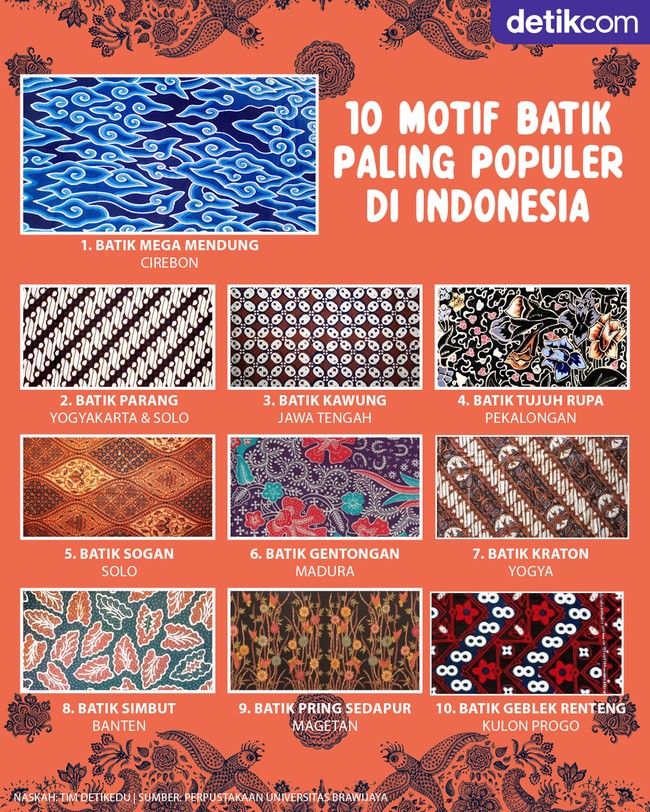 detikcom
10 MOTIF BATIK
PALING POPULER
DI INDONESIA
1. BATIK MEGA MENDUNG
CIREBON
2. BATIK PARANG
YOGYAKARTA & SOLO
3. BATIK KAWUNG
JAWA TENGAH
4. BATIK TUJUH RUPA
PEKALONGAN
5. BATIK SOGAN
SOLO
6. BATIK GENTONGAN
MADURA
7. BATIK KRATON
YOGYA
8. BATIK SIMBUT
BANTEN
9. BATIK PRING SEDAPUR
MAGETAN
10. BATIK GEBLEK RENTENG
KULON PROGO
NASKAH: TIM DETIKEDU | SUMBER: PERPUSTAKAAN UNIVERSITAS BRAWIJAYA